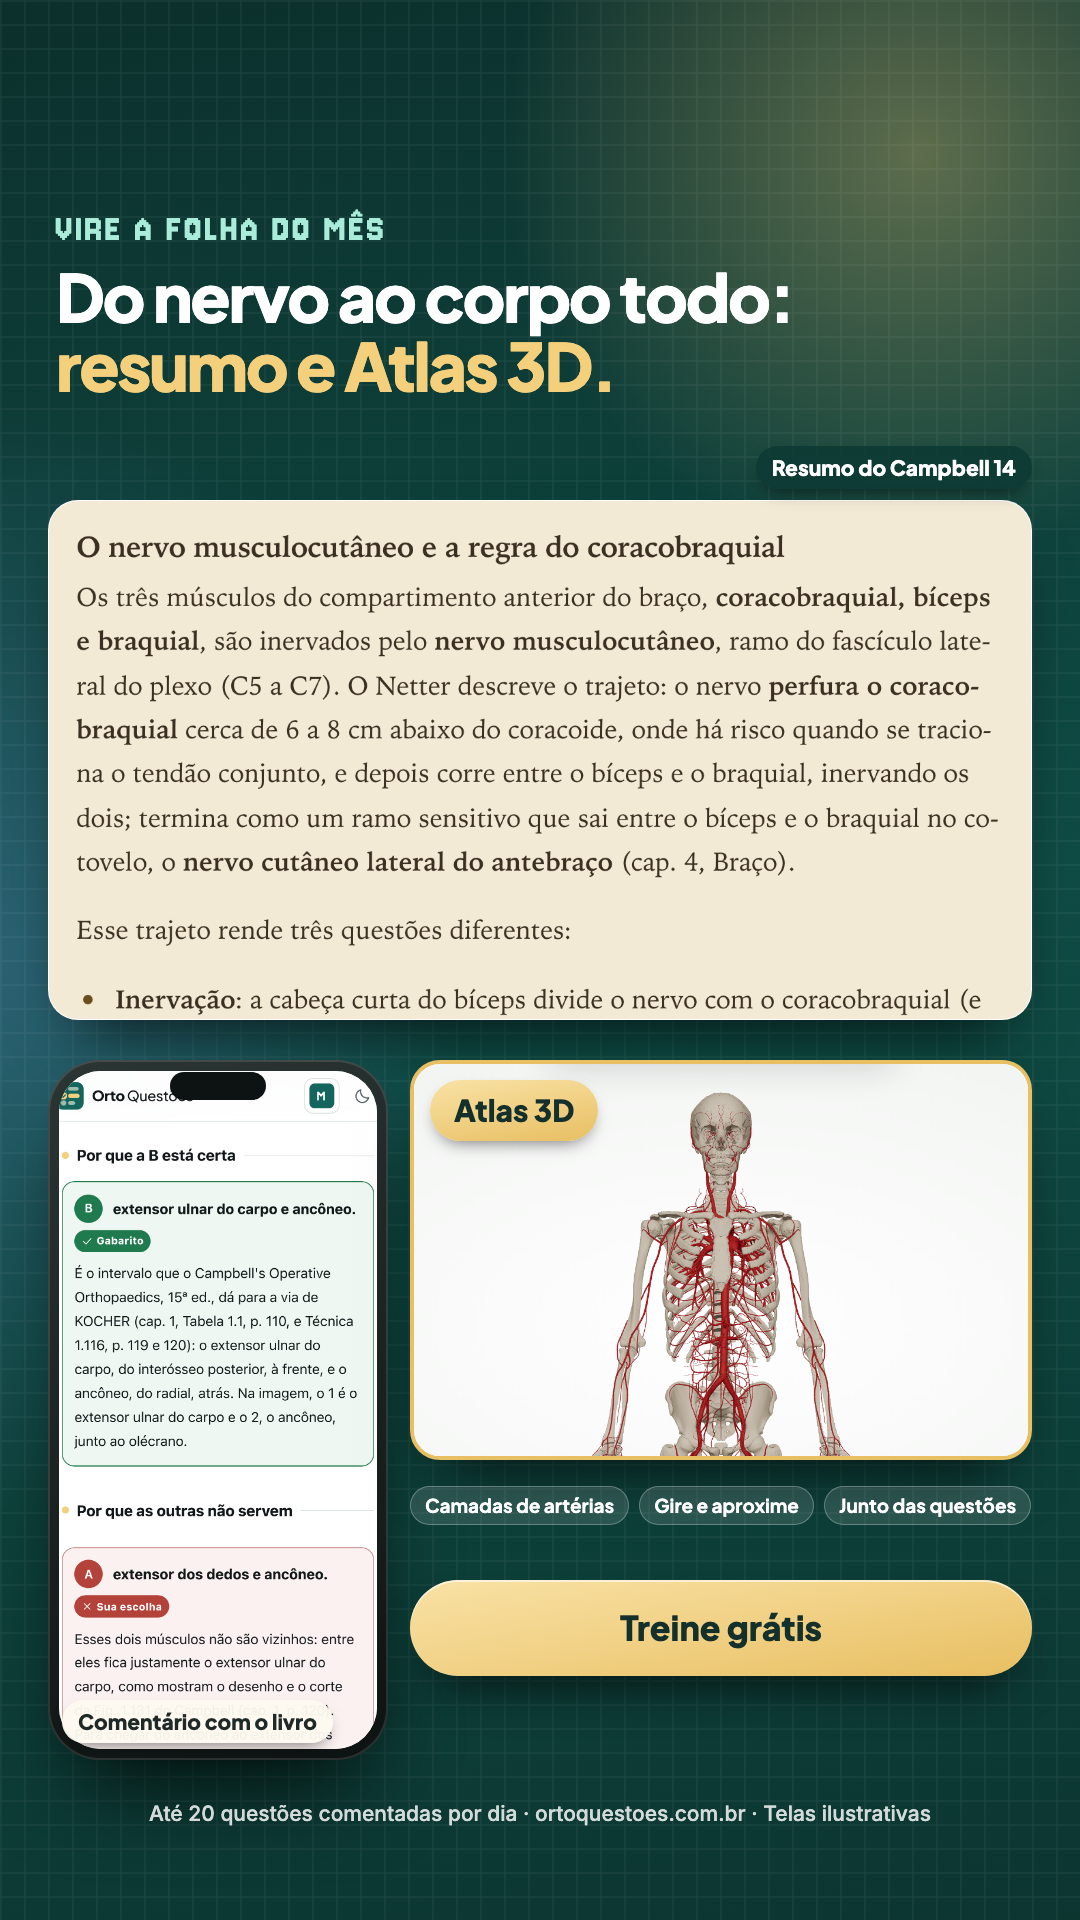 VIRE A FOLHA DO MÊS
Do nervo ao corpo todo:
resumo e Atlas 3D.
Resumo do Campbell 14
O nervo musculocutâneo e a regra do coracobraquial
Os três músculos do compartimento anterior do braço, coracobraquial, bíceps
e braquial, são inervados pelo nervo musculocutâneo, ramo do fascículo late-
ral do plexo (C5 a C7). O Netter descreve o trajeto: o nervo perfura o coraco-
braquial cerca de 6 a 8 cm abaixo do coracoide, onde há risco quando se tracio-
na o tendão conjunto, e depois corre entre o bíceps e o braquial, inervando os
dois; termina como um ramo sensitivo que sai entre o bíceps e o braquial no co-
tovelo, o nervo cutâneo lateral do antebraço (cap. 4, Braço).
Esse trajeto rende três questões diferentes:
• Inervação: a cabeça curta do bíceps divide o nervo com o coracobraquial (e
Orto Questões
M
Por que a B está certa
B extensor ulnar do carpo e ancôneo.
✓ Gabarito
É o intervalo que o Campbell's Operative
Orthopaedics, 15ª ed., dá para a via de
KOCHER (cap. 1, Tabela 1.1, p. 110, e Técnica
1.116, p. 119 e 120): o extensor ulnar do
carpo, do interósseo posterior, à frente, e o
ancôneo, do radial, atrás. Na imagem, o 1 é o
extensor ulnar do carpo e o 2, o ancôneo,
junto ao olécrano.
Por que as outras não servem
A extensor dos dedos e ancôneo.
✕ Sua escolha
Esses dois músculos não são vizinhos: entre
eles fica justamente o extensor ulnar do
carpo, como mostram o desenho e o corte
Comentário com o livro
Atlas 3D
Camadas de artérias
Gire e aproxime
Junto das questões
Treine grátis
Até 20 questões comentadas por dia · ortoquestoes.com.br · Telas ilustrativas